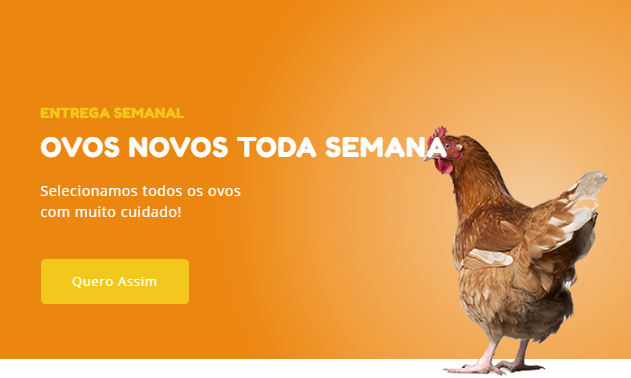 ENTREGA SEMANAL
OVOS NOVOS TODA SEMANA
Selecionamos todos os ovos
com muito cuidado!
Quero Assim